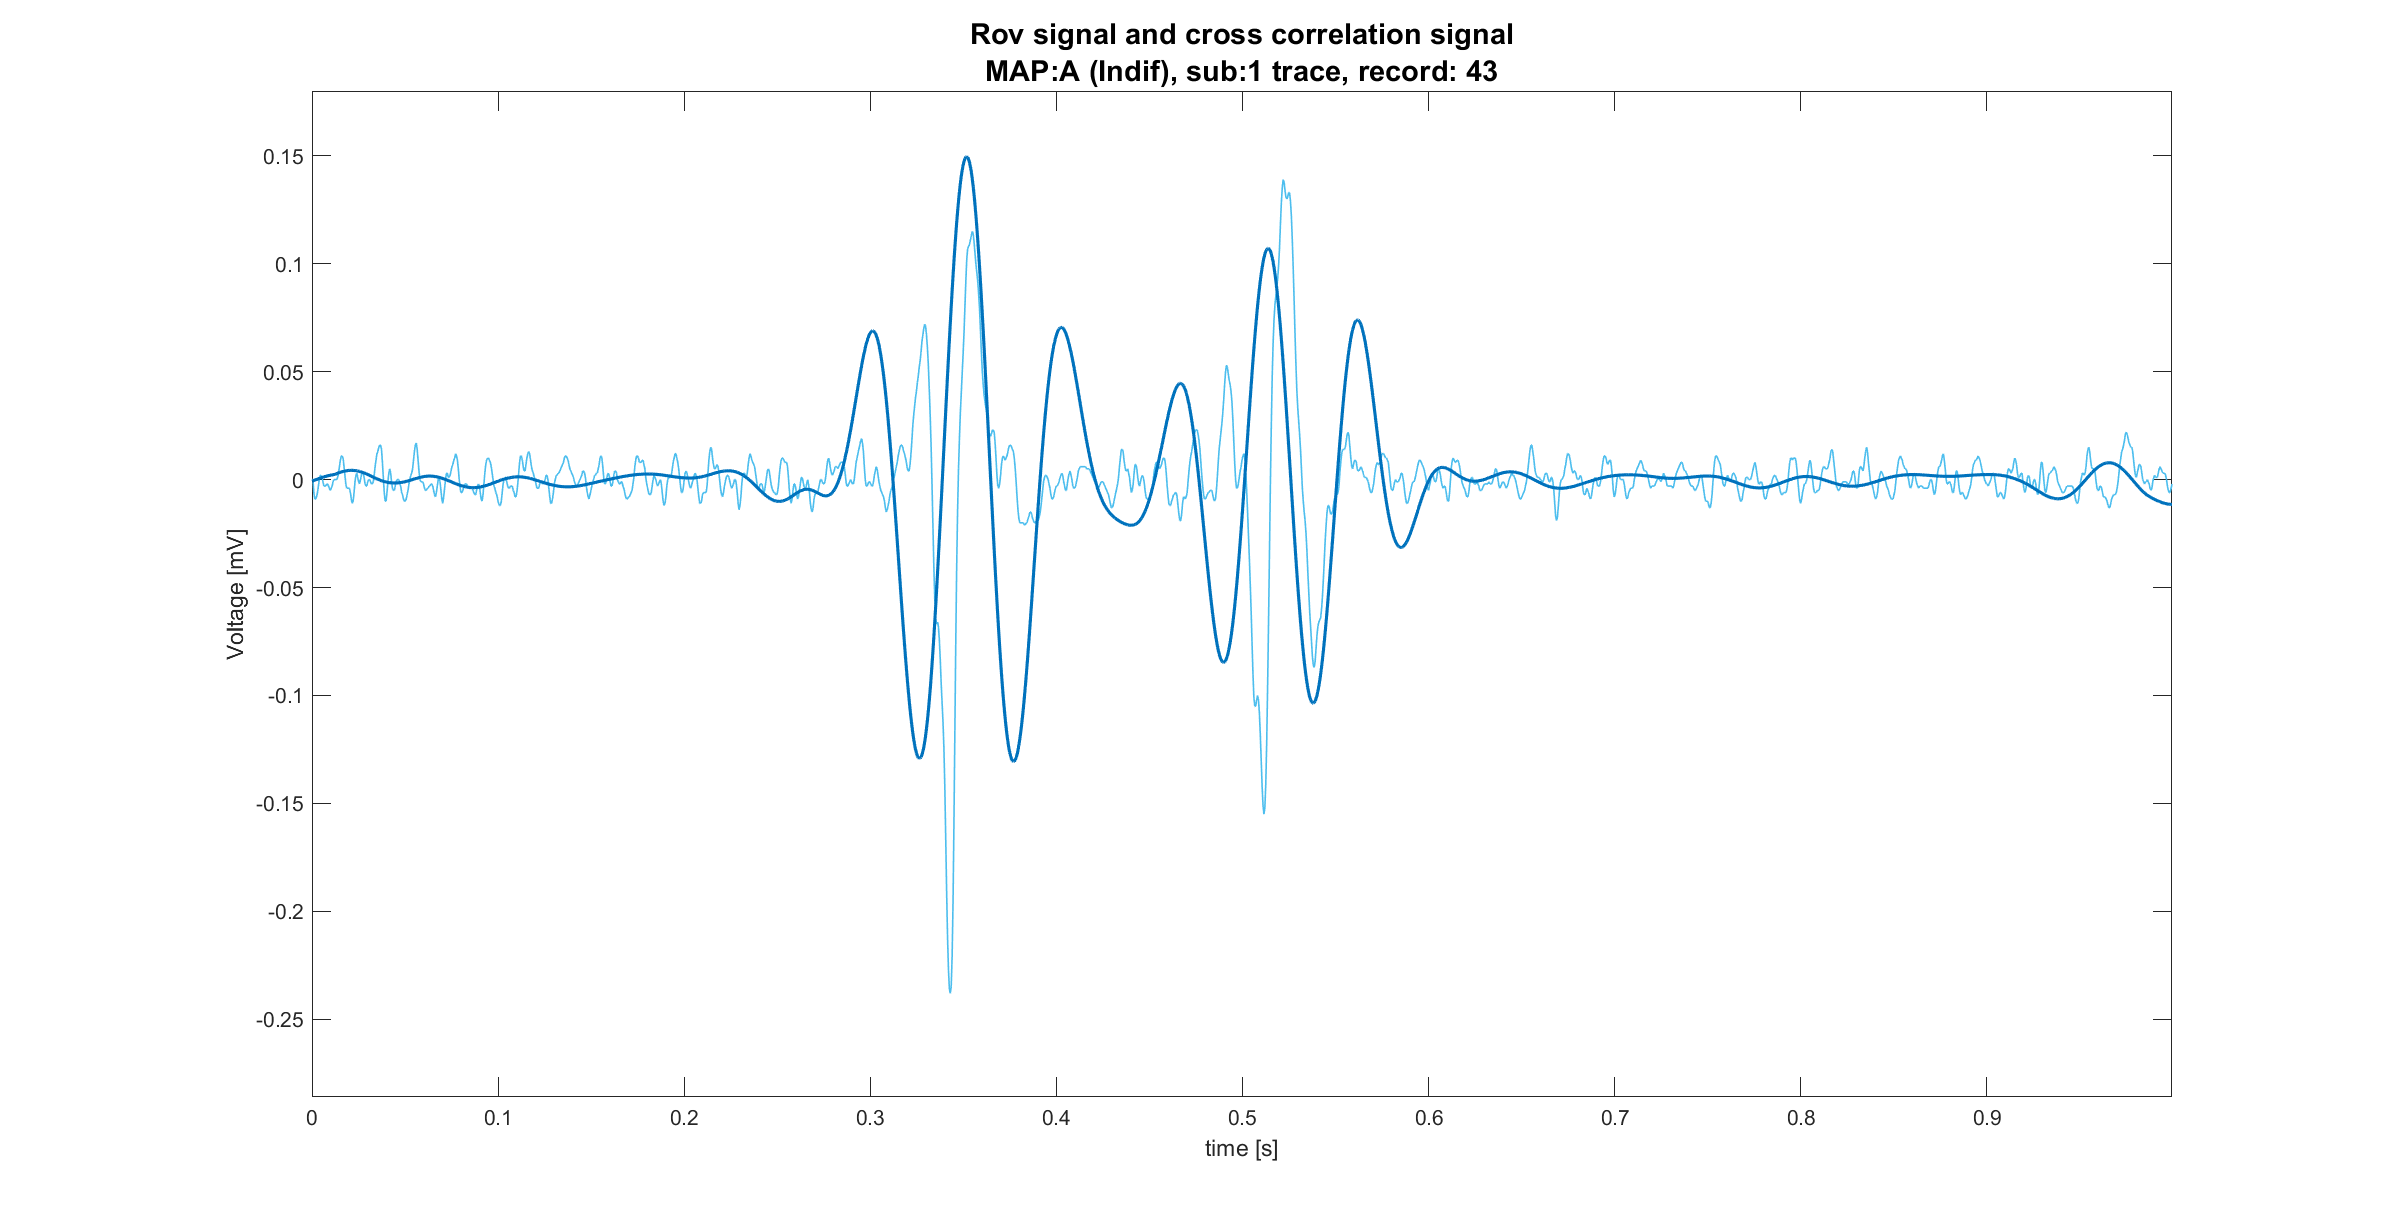 Rov signal and cross correlation signal
MAP:A (Indif), sub:1 trace, record: 43
0.15
0.1
0.05
0
-0.05
-0.1
-0.15
-0.2
-0.25
Voltage [mV]
0 0.1 0.2 0.3 0.4 0.5 0.6 0.7 0.8 0.9
time [s]